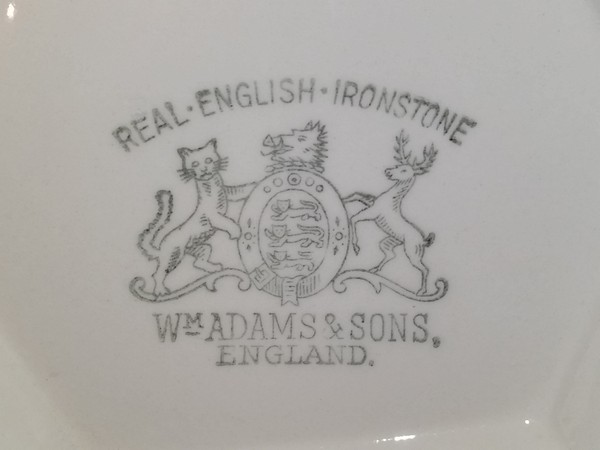 REAL·ENGLISH·IRONSTONE
Wᴹ ADAMS & SONS,
ENGLAND.